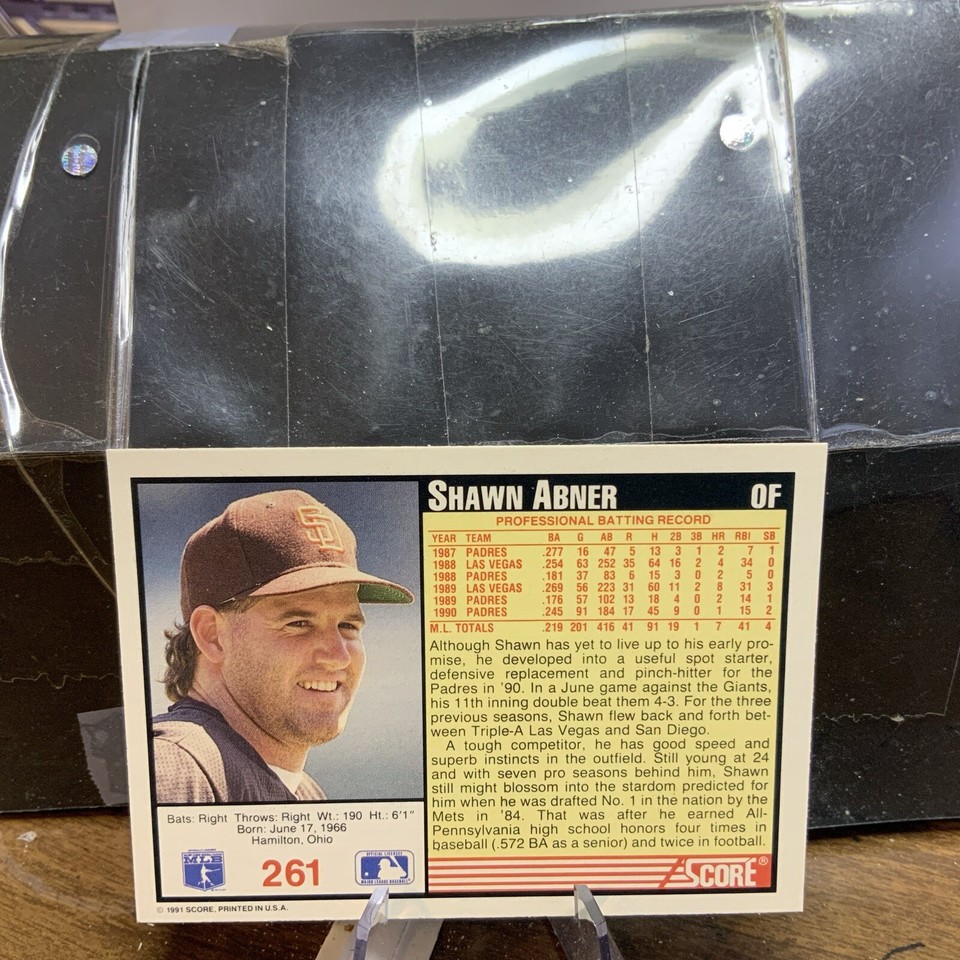 SHAWN ABNER OF
PROFESSIONAL BATTING RECORD
YEAR TEAM BA G AB R H 2B 3B HR RBI SB
1987 PADRES .277 16 47 5 13 3 1 2 7 1
1988 LAS VEGAS .254 63 252 35 64 16 2 4 34 0
1988 PADRES .181 37 83 6 15 3 0 2 5 0
1989 LAS VEGAS .269 56 223 31 60 11 2 8 31 3
1989 PADRES .176 57 102 13 18 4 0 2 14 1
1990 PADRES .245 91 184 17 45 9 0 1 15 2
M.L. TOTALS .219 201 416 41 91 19 1 7 41 4
Although Shawn has yet to live up to his early pro-
mise, he developed into a useful spot starter,
defensive replacement and pinch-hitter for the
Padres in '90. In a June game against the Giants,
his 11th inning double beat them 4-3. For the three
previous seasons, Shawn flew back and forth bet-
ween Triple-A Las Vegas and San Diego.
A tough competitor, he has good speed and
superb instincts in the outfield. Still young at 24
and with seven pro seasons behind him, Shawn
still might blossom into the stardom predicted for
him when he was drafted No. 1 in the nation by the
Mets in '84. That was after he earned All-
Pennsylvania high school honors four times in
baseball (.572 BA as a senior) and twice in football.
SCORE®
SD
Bats: Right Throws: Right Wt.: 190 Ht.: 6'1"
Born: June 17, 1966
Hamilton, Ohio
261
OFFICIAL LICENSEE
MAJOR LEAGUE BASEBALL
© 1991 SCORE, PRINTED IN U.S.A.